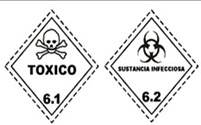 TOXICO
6.1
SUSTANCIA INFECCIOSA
6.2